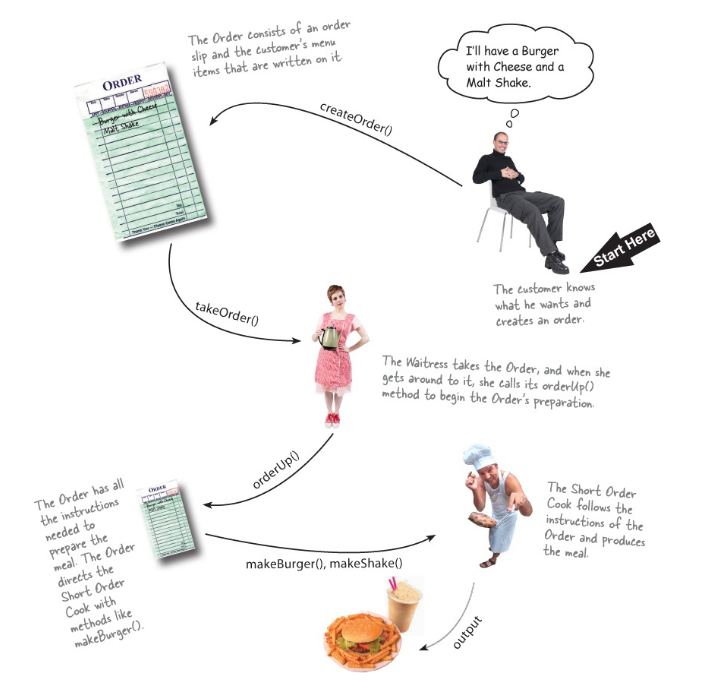 The Order consists of an order
slip and the customer's menu
items that are written on it
I'll have a Burger
with Cheese and a
Malt Shake.
ORDER
Burger with Cheese
Malt Shake
createOrder()
Start Here
The customer knows
what he wants and
creates an order.
takeOrder()
The Waitress takes the Order, and when she
gets around to it, she calls its orderUp()
method to begin the Order's preparation.
orderUp()
The Order has all
the instructions
needed to
prepare the
meal. The Order
directs the
Short Order
Cook with
methods like
makeBurger().
ORDER
makeBurger(), makeShake()
The Short Order
Cook follows the
instructions of the
Order and produces
the meal.
output